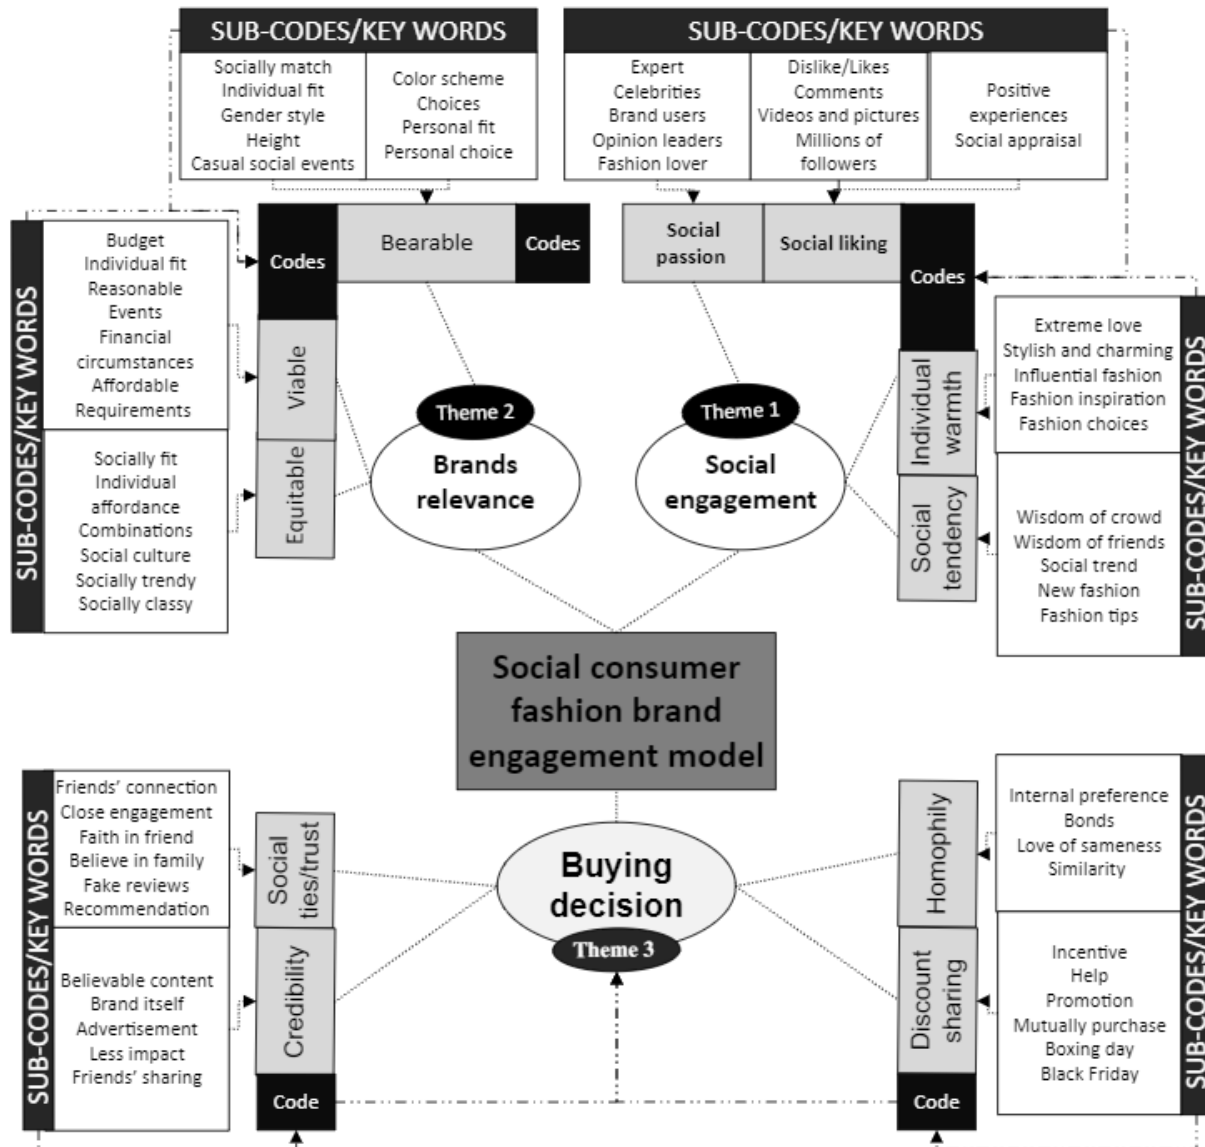 SUB-CODES/KEY WORDS
Socially match
Individual fit
Gender style
Height
Casual social events
Color scheme
Choices
Personal fit
Personal choice
SUB-CODES/KEY WORDS
Expert
Celebrities
Brand users
Opinion leaders
Fashion lover
Dislike/Likes
Comments
Videos and pictures
Millions of
followers
Positive
experiences
Social appraisal
Codes
Bearable
Codes
Social
passion
Social liking
Codes
SUB-CODES/KEY WORDS
Budget
Individual fit
Reasonable
Events
Financial
circumstances
Affordable
Requirements
Viable
Socially fit
Individual
affordance
Combinations
Social culture
Socially trendy
Socially classy
Equitable
Theme 2
Brands
relevance
Theme 1
Social
engagement
Individual
warmth
Social
tendency
Extreme love
Stylish and charming
Influential fashion
Fashion inspiration
Fashion choices
Wisdom of crowd
Wisdom of friends
Social trend
New fashion
Fashion tips
SUB-CODES/KEY WORDS
Social consumer
fashion brand
engagement model
SUB-CODES/KEY WORDS
Friends’ connection
Close engagement
Faith in friend
Believe in family
Fake reviews
Recommendation
Social
ties/trust
Believable content
Brand itself
Advertisement
Less impact
Friends’ sharing
Credibility
Code
Buying
decision
Theme 3
Homophily
Discount
sharing
Code
Internal preference
Bonds
Love of sameness
Similarity
Incentive
Help
Promotion
Mutually purchase
Boxing day
Black Friday
SUB-CODES/KEY WORDS